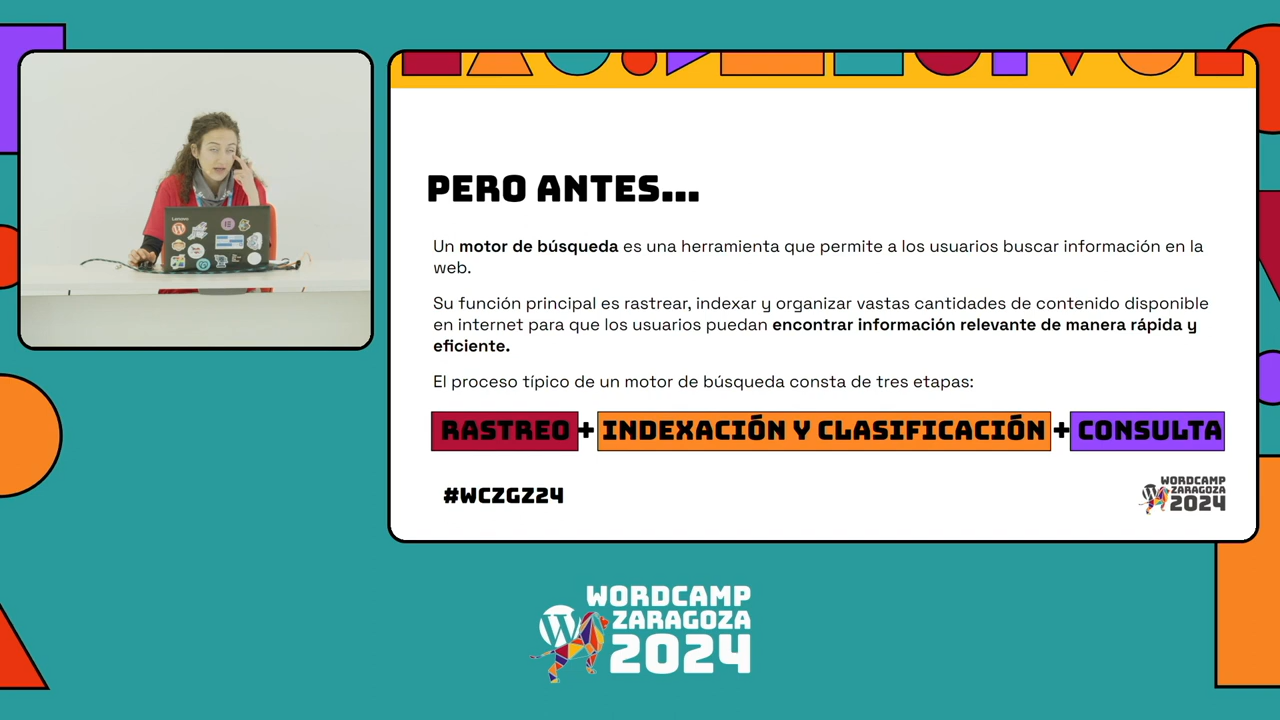 Lenovo
PERO ANTES...
Un motor de búsqueda es una herramienta que permite a los usuarios buscar información en la
web.
Su función principal es rastrear, indexar y organizar vastas cantidades de contenido disponible
en internet para que los usuarios puedan encontrar información relevante de manera rápida y
eficiente.
El proceso típico de un motor de búsqueda consta de tres etapas:
RASTREO + INDEXACIÓN Y CLASIFICACIÓN + CONSULTA
#WCZGZ24
WORDCAMP
ZARAGOZA
2024
WORDCAMP
ZARAGOZA
2024